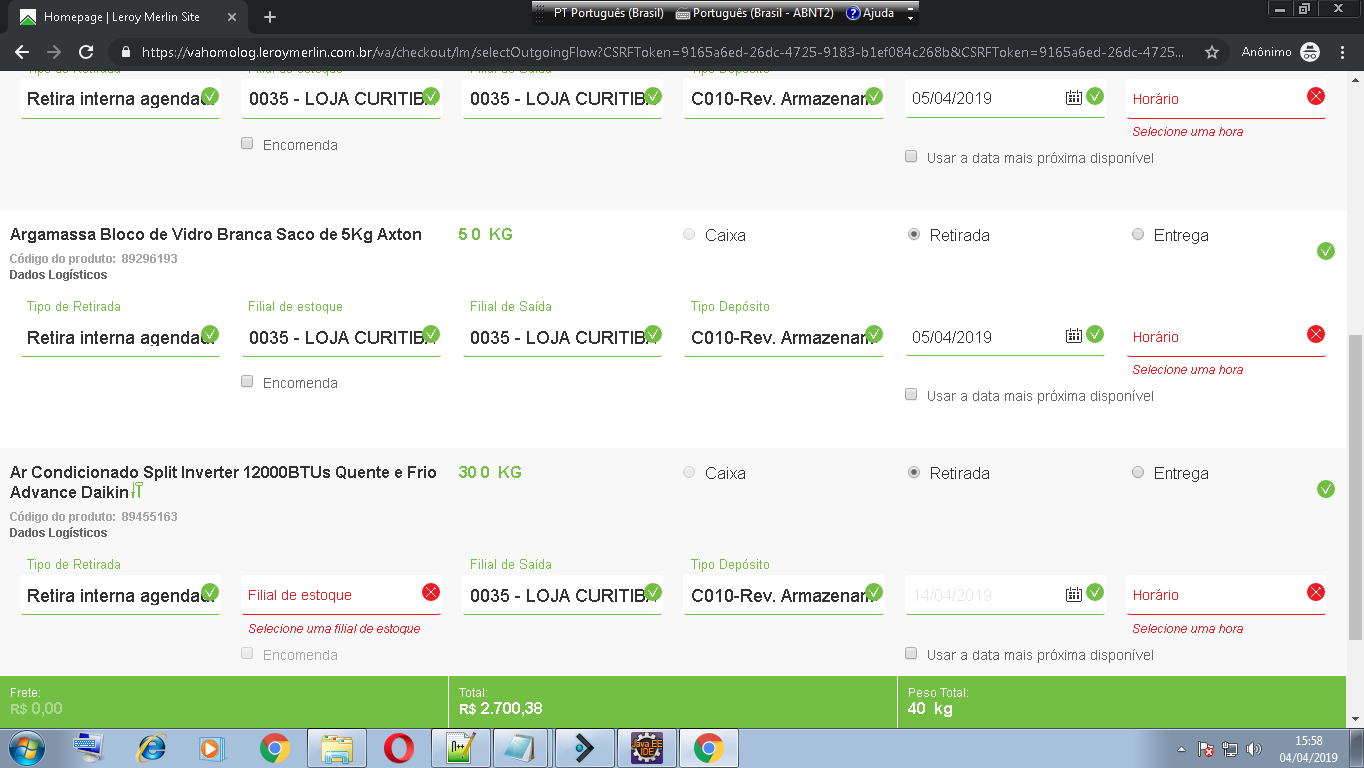 Homepage | Leroy Merlin Site
PT Português (Brasil) Português (Brasil - ABNT2) Ajuda
https://vahomolog.leroymerlin.com.br/va/checkout/lm/selectOutgoingFlow?CSRFToken=9165a6ed-26dc-4725-9183-b1ef084c268b&CSRFToken=9165a6ed-26dc-4725... Anônimo
Tipo de Retirada Filial de estoque Filial de Saída Tipo Depósito
Retira interna agendad 0035 - LOJA CURITIBA 0035 - LOJA CURITIBA C010-Rev. Armazenam 05/04/2019 Horário
Selecione uma hora
Encomenda
Usar a data mais próxima disponível
Argamassa Bloco de Vidro Branca Saco de 5Kg Axton 5 0 KG Caixa Retirada Entrega
Código do produto: 89296193
Dados Logísticos
Tipo de Retirada Filial de estoque Filial de Saída Tipo Depósito
Retira interna agendad 0035 - LOJA CURITIBA 0035 - LOJA CURITIBA C010-Rev. Armazenam 05/04/2019 Horário
Selecione uma hora
Encomenda
Usar a data mais próxima disponível
Ar Condicionado Split Inverter 12000BTUs Quente e Frio 30 0 KG Caixa Retirada Entrega
Advance Daikin
Código do produto: 89455163
Dados Logísticos
Tipo de Retirada Filial de Saída Tipo Depósito
Retira interna agendad Filial de estoque 0035 - LOJA CURITIBA C010-Rev. Armazenam 14/04/2019 Horário
Selecione uma filial de estoque Selecione uma hora
Encomenda Usar a data mais próxima disponível
Frete: Total: Peso Total:
R$ 0,00 R$ 2.700,38 40 kg
Java EE
IDE
15:58
04/04/2019